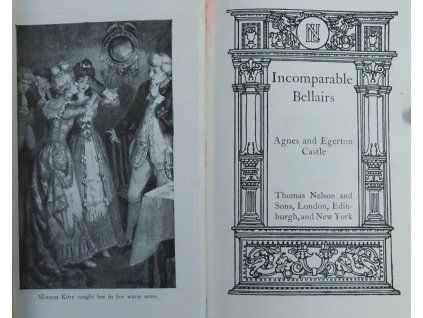 Mistress Kitty caught her in her warm arms.
N
Incomparable
Bellairs
Agnes and Egerton
Castle
Thomas Nelson and
Sons, London, Edin-
burgh, and New York